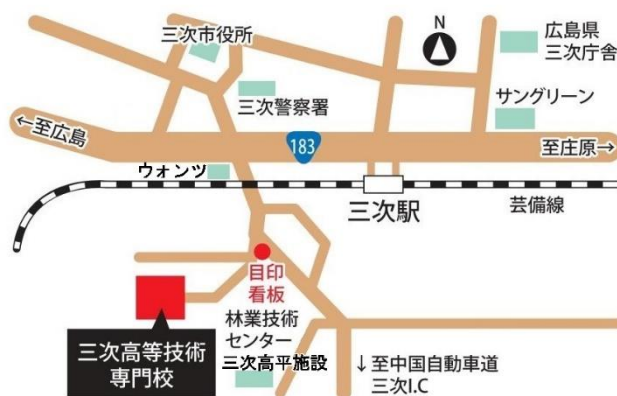 三次市役所
N
広島県
三次庁舎
三次警察署
サングリーン
←至広島
183
至庄原→
ウォンツ
三次駅
芸備線
目印
看板
林業技術
センター
三次高平施設
三次高等技術
専門校
↓至中国自動車道
三次I.C